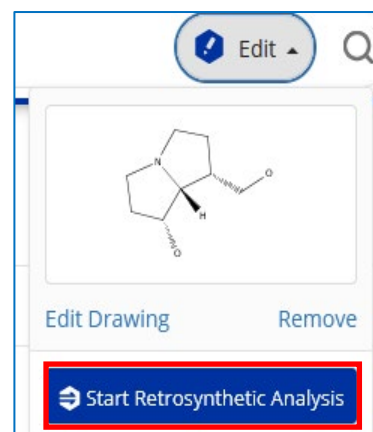 Edit
N
O
H
O
Edit Drawing Remove
Start Retrosynthetic Analysis